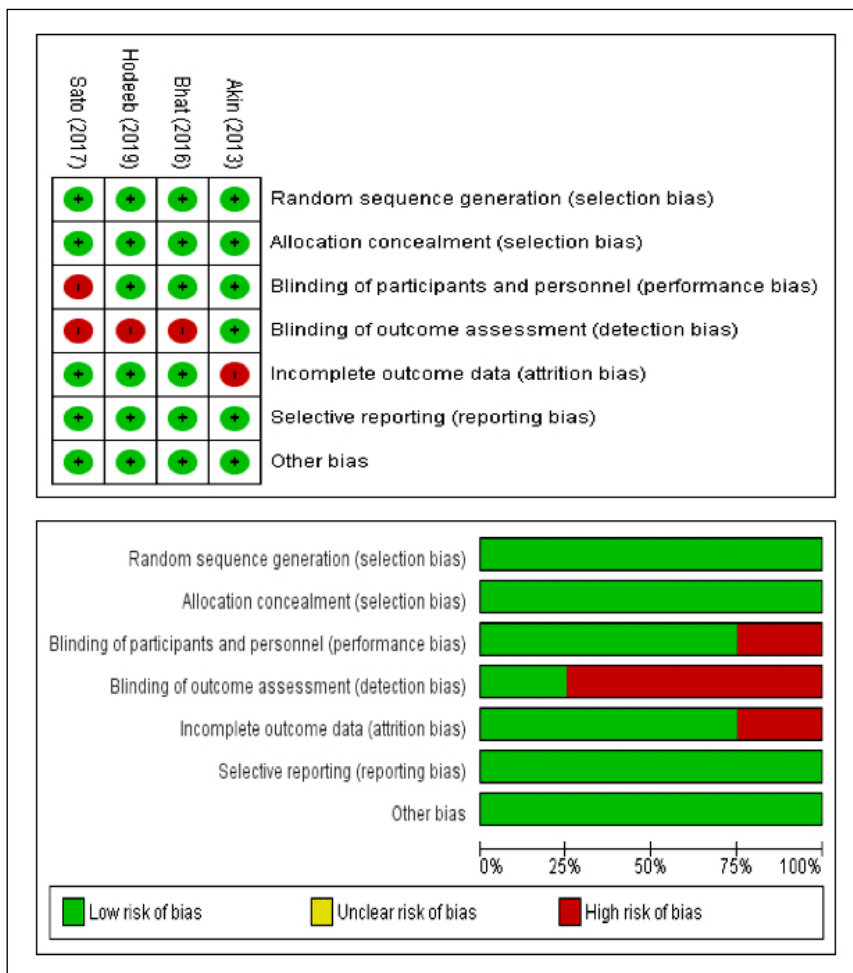 Sato (2017)
Hodeeb (2019)
Bhat (2016)
Akin (2013)
+ + + + Random sequence generation (selection bias)
+ + + + Allocation concealment (selection bias)
- + + + Blinding of participants and personnel (performance bias)
- - - + Blinding of outcome assessment (detection bias)
+ + + - Incomplete outcome data (attrition bias)
+ + + + Selective reporting (reporting bias)
+ + + + Other bias
Random sequence generation (selection bias)
Allocation concealment (selection bias)
Blinding of participants and personnel (performance bias)
Blinding of outcome assessment (detection bias)
Incomplete outcome data (attrition bias)
Selective reporting (reporting bias)
Other bias
0% 25% 50% 75% 100%
Low risk of bias Unclear risk of bias High risk of bias